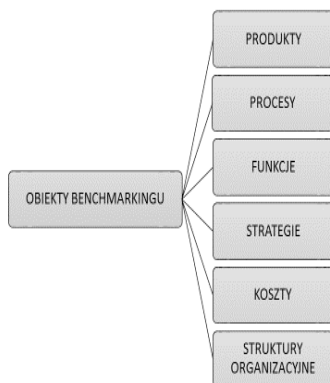 PRODUKTY
PROCESY
FUNKCJE
OBIEKTY BENCHMARKINGU
STRATEGIE
KOSZTY
STRUKTURY
ORGANIZACYJNE